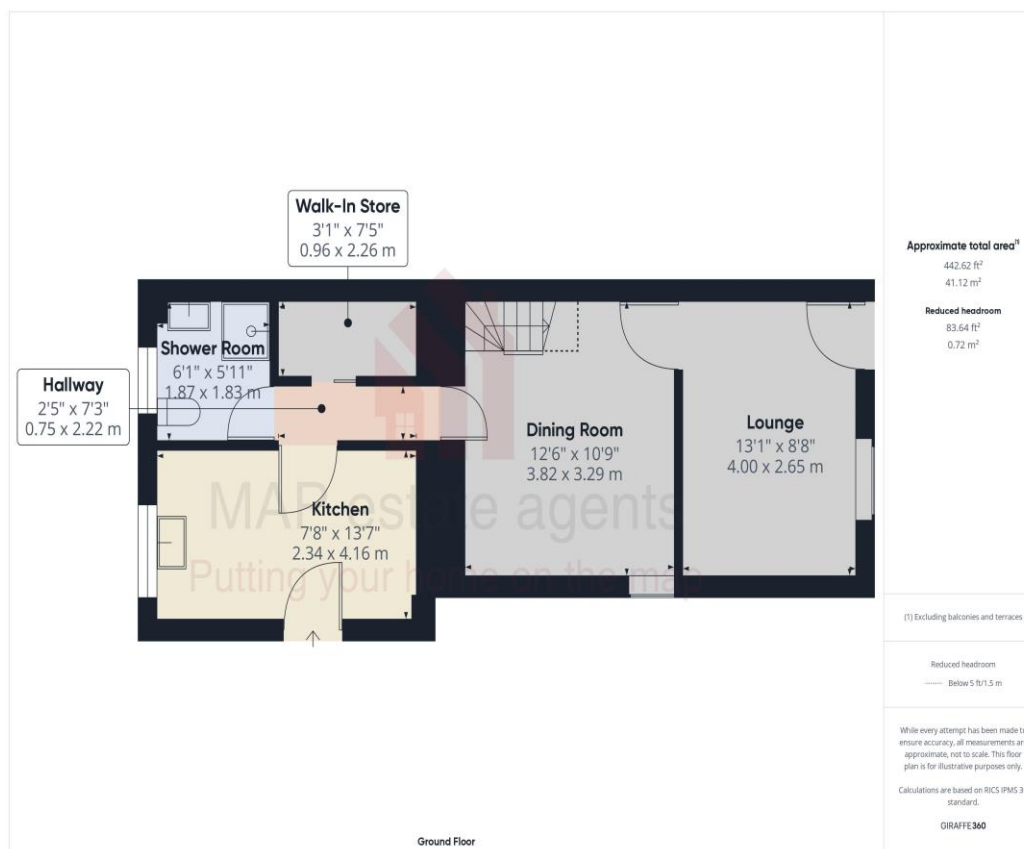 Walk-In Store
3'1" x 7'5"
0.96 x 2.26 m
Shower Room
6'1" x 5'11"
1.87 x 1.83 m
Hallway
2'5" x 7'3"
0.75 x 2.22 m
Dining Room
12'6" x 10'9"
3.82 x 3.29 m
Lounge
13'1" x 8'8"
4.00 x 2.65 m
Kitchen
7'8" x 13'7"
2.34 x 4.16 m
MAP estate agents
Putting your home on the map
Ground Floor
Approximate total area(1)
442.62 ft²
41.12 m²
Reduced headroom
83.64 ft²
0.72 m²
(1) Excluding balconies and terraces
Reduced headroom
Below 5 ft/1.5 m
While every attempt has been made to
ensure accuracy, all measurements are
approximate, not to scale. This floor
plan is for illustrative purposes only.
Calculations are based on RICS IPMS 3
standard.
GIRAFFE360